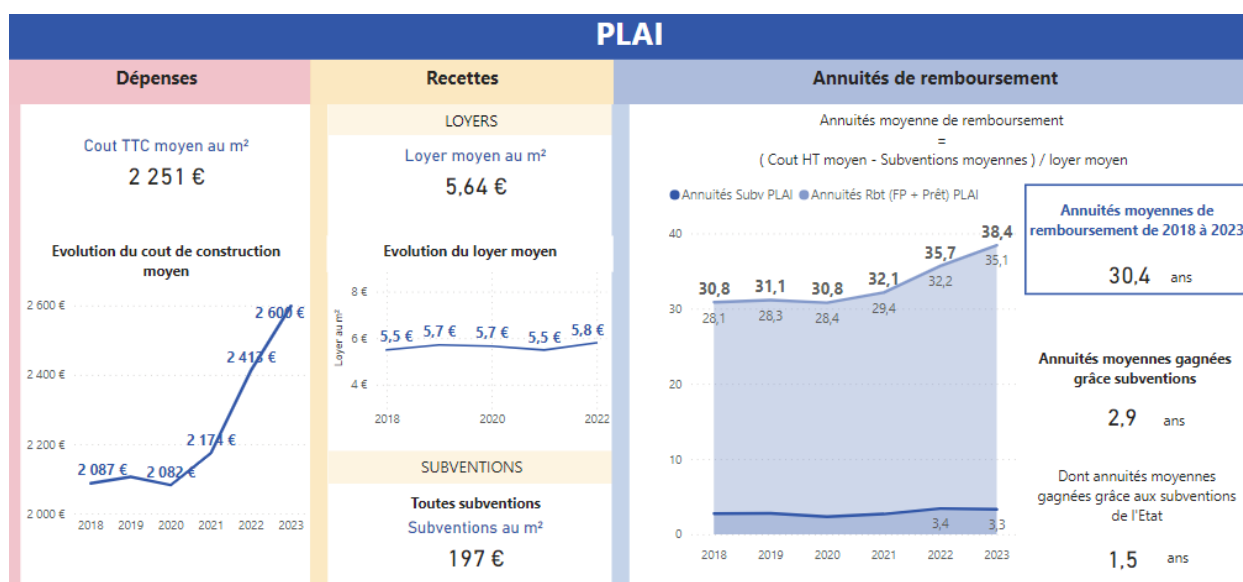 PLAI
Dépenses
Cout TTC moyen au m²
2 251 €
Evolution du cout de construction
moyen
2 600 €
2 400 €
2 200 €
2 000 €
2 087 €
2 082 €
2 174 €
2 413 €
2 600 €
2018 2019 2020 2021 2022 2023
Recettes
LOYERS
Loyer moyen au m²
5,64 €
Evolution du loyer moyen
Loyer au m²
8 €
6 €
4 €
5,5 € 5,7 € 5,7 € 5,5 € 5,8 €
2018 2020 2022
SUBVENTIONS
Toutes subventions
Subventions au m²
197 €
Annuités de remboursement
Annuités moyenne de remboursement
=
( Cout HT moyen - Subventions moyennes ) / loyer moyen
Annuités Subv PLAI Annuités Rbt (FP + Prêt) PLAI
40
30
20
10
0
30,8 31,1 30,8 32,1 35,7 38,4
28,1 28,3 28,4 29,4 32,2 35,1
3,4 3,3
2018 2019 2020 2021 2022 2023
Annuités moyennes de
remboursement de 2018 à 2023
30,4 ans
Annuités moyennes gagnées
grâce subventions
2,9 ans
Dont annuités moyennes
gagnées grâce aux subventions
de l'Etat
1,5 ans